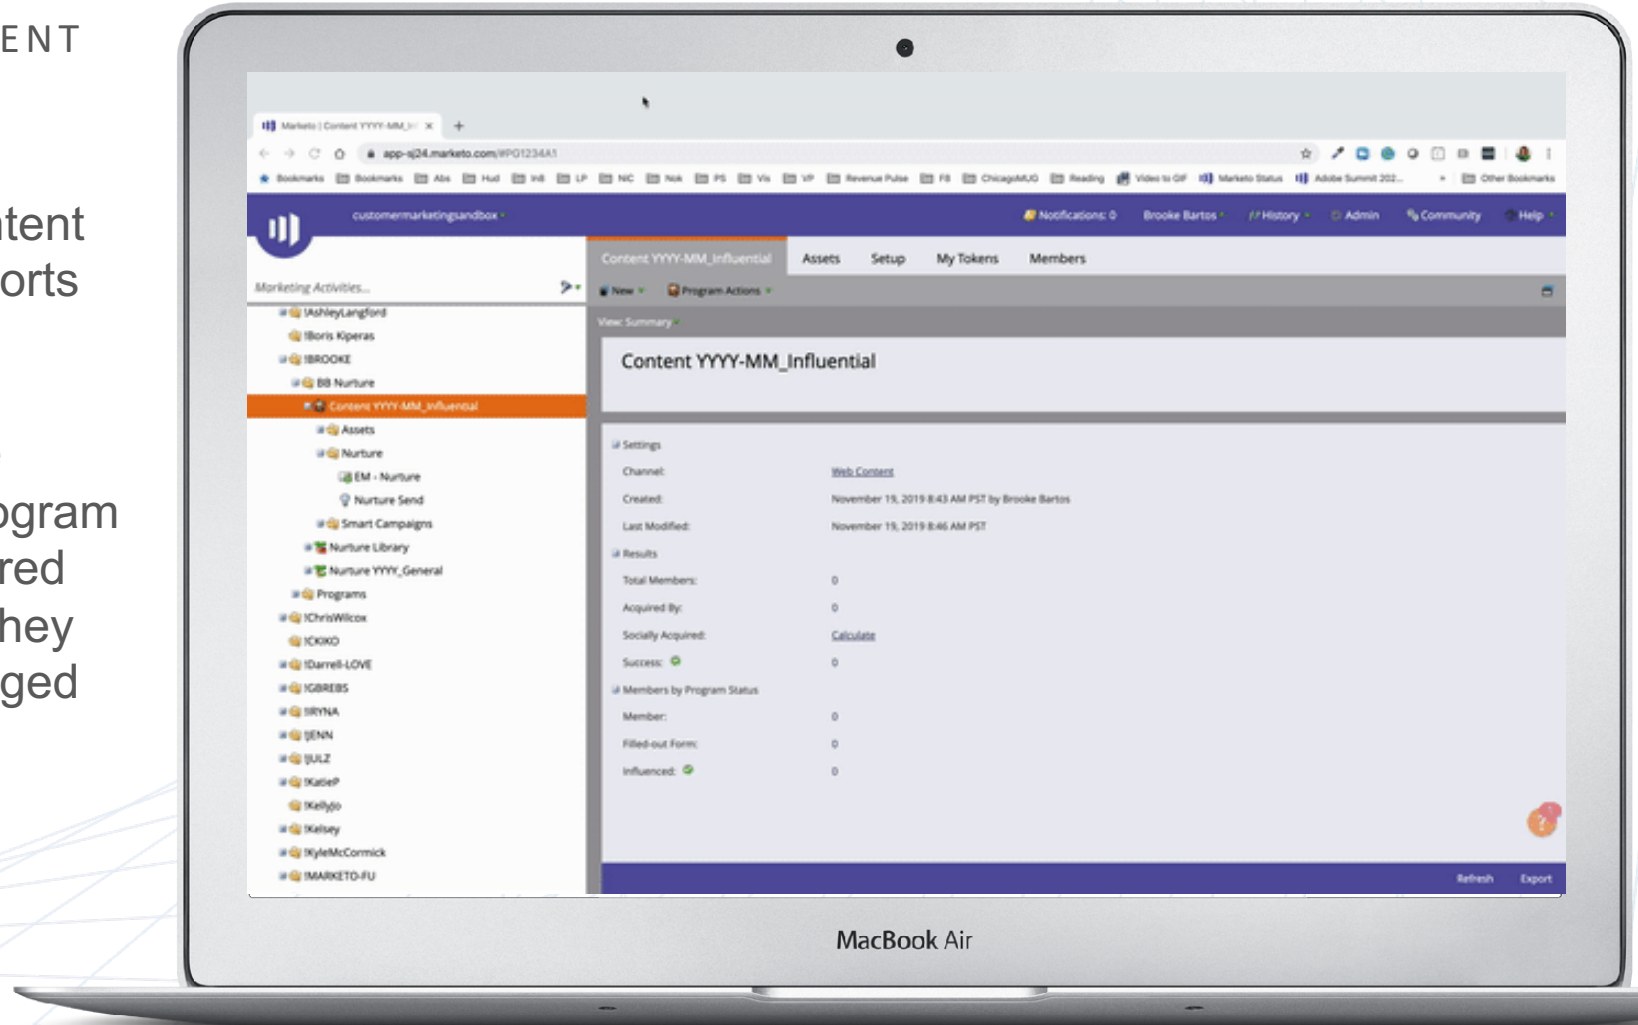 ENT
ntent
orts
ogram
red
hey
ged
Marketo | Content YYYY-MM_In
app-sj24.marketo.com/#PG1234A1
Bookmarks Bookmarks Abs Hud In8 LP NIC Nok PS Vis VP Revenue Pulse FB ChicagoMUG Reading Video to GIF Marketo Status Adobe Summit 202... » Other Bookmarks
customermarketingsandbox Notifications: 0 Brooke Bartos History Admin Community Help
Content YYYY-MM_Influential Assets Setup My Tokens Members
Marketing Activities...
New Program Actions
View: Summary
!AshleyLangford
!Boris Kiperas
!BROOKE
BB Nurture
Content YYYY-MM_Influential
Assets
Nurture
EM - Nurture
Nurture Send
Smart Campaigns
Nurture Library
Nurture YYYY_General
Programs
!ChrisWilcox
!CKIKO
!Darrell-LOVE
!GBREBS
!IRYNA
!JENN
!JULZ
!KatieP
!KellyJo
!Kelsey
!KyleMcCormick
!MARKETO-FU
Content YYYY-MM_Influential
Settings
Channel: Web Content
Created: November 19, 2019 8:43 AM PST by Brooke Bartos
Last Modified: November 19, 2019 8:46 AM PST
Results
Total Members: 0
Acquired By: 0
Socially Acquired: Calculate
Success: 0
Members by Program Status
Member: 0
Filled-out Form: 0
Influenced: 0
?
Refresh Export
MacBook Air